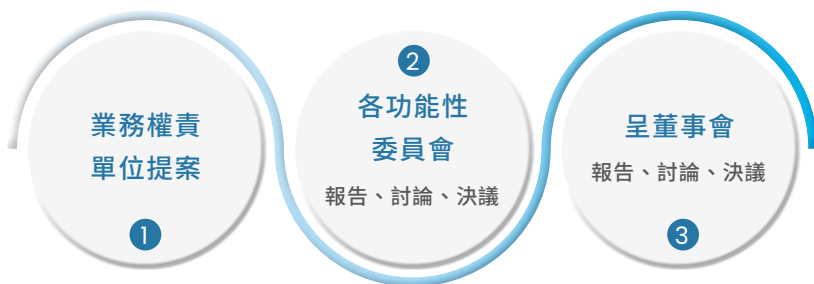 業務權責
單位提案
1
2
各功能性
委員會
報告、討論、決議
呈董事會
報告、討論、決議
3